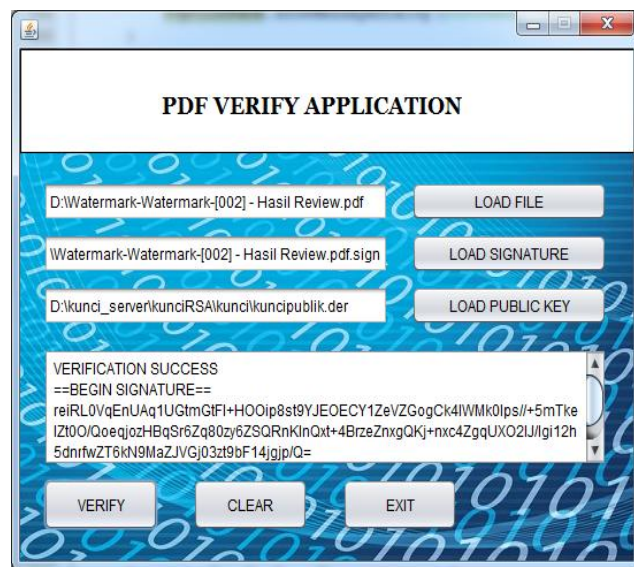 PDF VERIFY APPLICATION
D:\Watermark-Watermark-[002] - Hasil Review.pdf
LOAD FILE
\Watermark-Watermark-[002] - Hasil Review.pdf.sign
LOAD SIGNATURE
D:\kunci_server\kunciRSA\kunci\kuncipublik.der
LOAD PUBLIC KEY
VERIFICATION SUCCESS
==BEGIN SIGNATURE==
reiRL0VqEnUAq1UGtmGtFI+HOOip8st9YJEOECY1ZeVZGogCk4IWMk0Ips//+5mTke
IZt0O/QoeqjozHBqSr6Zq80zy6ZSQRnKInQxt+4BrzeZnxgQKj+nxc4ZgqUXO2IJ/Igi12h
5dnrfwZT6kN9MaZJVGj03zt9bF14jgjp/Q=
VERIFY
CLEAR
EXIT